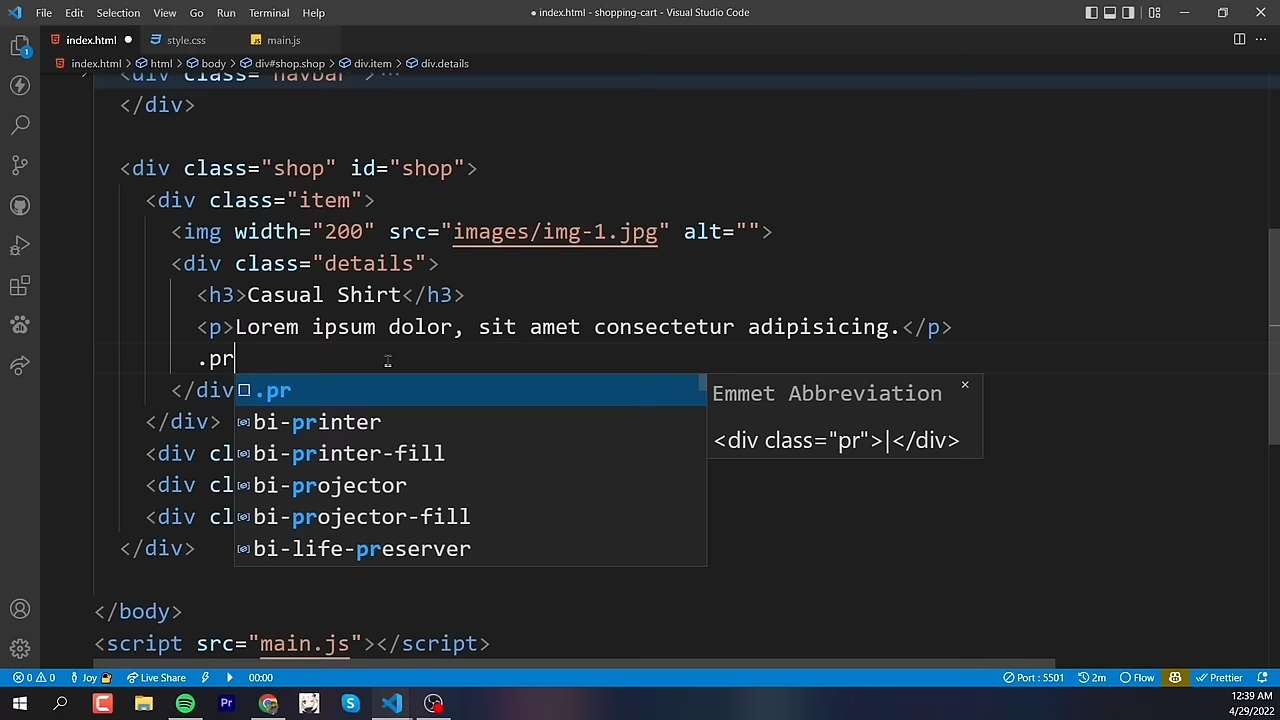 File Edit Selection View Go Run Terminal Help ● index.html - shopping-cart - Visual Studio Code
index.html ● style.css main.js
index.html > html > body > div#shop.shop > div.item > div.details
<div class="navbar">...
</div>
<div class="shop" id="shop">
<div class="item">
<img width="200" src="images/img-1.jpg" alt="">
<div class="details">
<h3>Casual Shirt</h3>
<p>Lorem ipsum dolor, sit amet consectetur adipisicing.</p>
.pr
</div
.pr
Emmet Abbreviation ×
<div class="pr">|</div>
</div>
bi-printer
<div cl
bi-printer-fill
<div cl
bi-projector
<div cl
bi-projector-fill
</div>
bi-life-preserver
</body>
<script src="main.js"></script>
1
0 0 Joy Live Share 00:00 Port : 5501 2m Flow Prettier
Pr
12:39 AM
4/29/2022